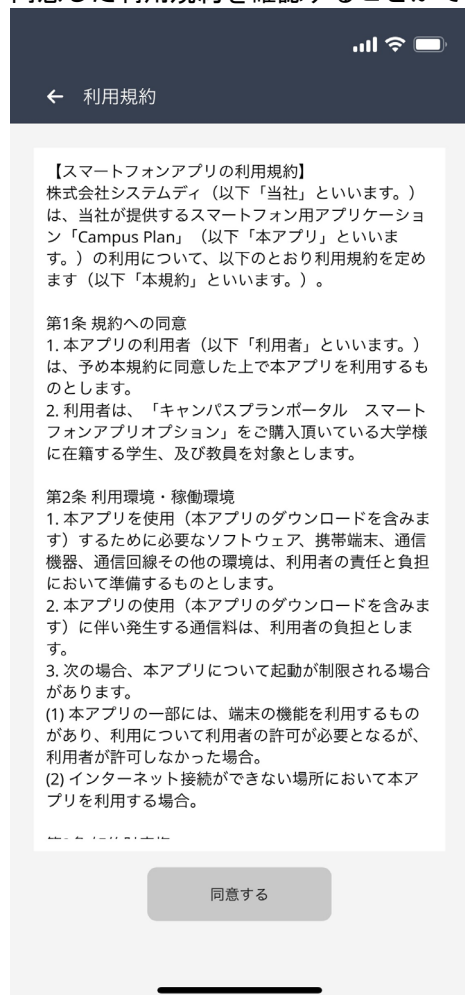 同意した利用規約を確認することがで
利用規約
【スマートフォンアプリの利用規約】
株式会社システムディ（以下「当社」といいます。）
は、当社が提供するスマートフォン用アプリケーショ
ン「Campus Plan」（以下「本アプリ」といいま
す。）の利用について、以下のとおり利用規約を定め
ます（以下「本規約」といいます。）。
第1条 規約への同意
1. 本アプリの利用者（以下「利用者」といいます。）
は、予め本規約に同意した上で本アプリを利用するも
のとします。
2. 利用者は、「キャンパスプランポータル　スマート
フォンアプリオプション」をご購入頂いている大学様
に在籍する学生、及び教員を対象とします。
第2条 利用環境・稼働環境
1. 本アプリを使用（本アプリのダウンロードを含みま
す）するために必要なソフトウェア、携帯端末、通信
機器、通信回線その他の環境は、利用者の責任と負担
において準備するものとします。
2. 本アプリの使用（本アプリのダウンロードを含みま
す）に伴い発生する通信料は、利用者の負担としま
す。
3. 次の場合、本アプリについて起動が制限される場合
があります。
(1) 本アプリの一部には、端末の機能を利用するもの
があり、利用について利用者の許可が必要となるが、
利用者が許可しなかった場合。
(2) インターネット接続ができない場所において本ア
プリを利用する場合。
同意する